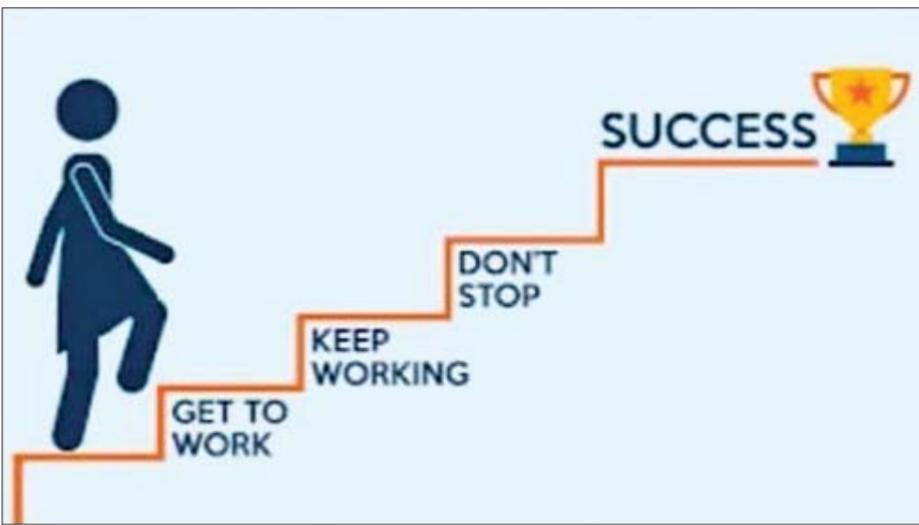 SUCCESS
DON'T
STOP
KEEP
WORKING
GET TO
WORK